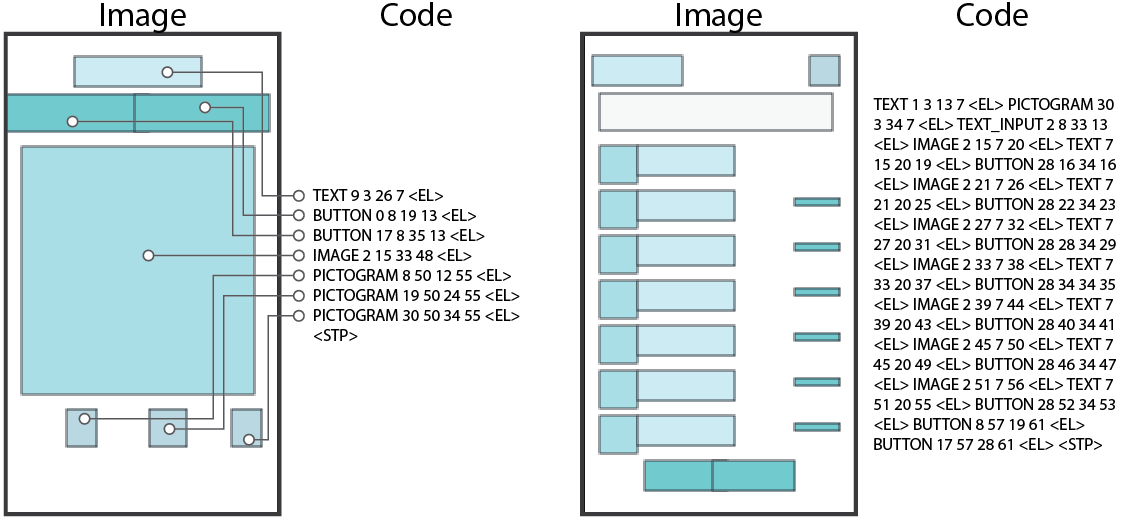 Image
Code
TEXT 9 3 26 7 <EL>
BUTTON 0 8 19 13 <EL>
BUTTON 17 8 35 13 <EL>
IMAGE 2 15 33 48 <EL>
PICTOGRAM 8 50 12 55 <EL>
PICTOGRAM 19 50 24 55 <EL>
PICTOGRAM 30 50 34 55 <EL>
<STP>
Image
Code
TEXT 1 3 13 7 <EL> PICTOGRAM 30
3 34 7 <EL> TEXT_INPUT 2 8 33 13
<EL> IMAGE 2 15 7 20 <EL> TEXT 7
15 20 19 <EL> BUTTON 28 16 34 16
<EL> IMAGE 2 21 7 26 <EL> TEXT 7
21 20 25 <EL> BUTTON 28 22 34 23
<EL> IMAGE 2 27 7 32 <EL> TEXT 7
27 20 31 <EL> BUTTON 28 28 34 29
<EL> IMAGE 2 33 7 38 <EL> TEXT 7
33 20 37 <EL> BUTTON 28 34 34 35
<EL> IMAGE 2 39 7 44 <EL> TEXT 7
39 20 43 <EL> BUTTON 28 40 34 41
<EL> IMAGE 2 45 7 50 <EL> TEXT 7
45 20 49 <EL> BUTTON 28 46 34 47
<EL> IMAGE 2 51 7 56 <EL> TEXT 7
51 20 55 <EL> BUTTON 28 52 34 53
<EL> BUTTON 8 57 19 61 <EL>
BUTTON 17 57 28 61 <EL> <STP>